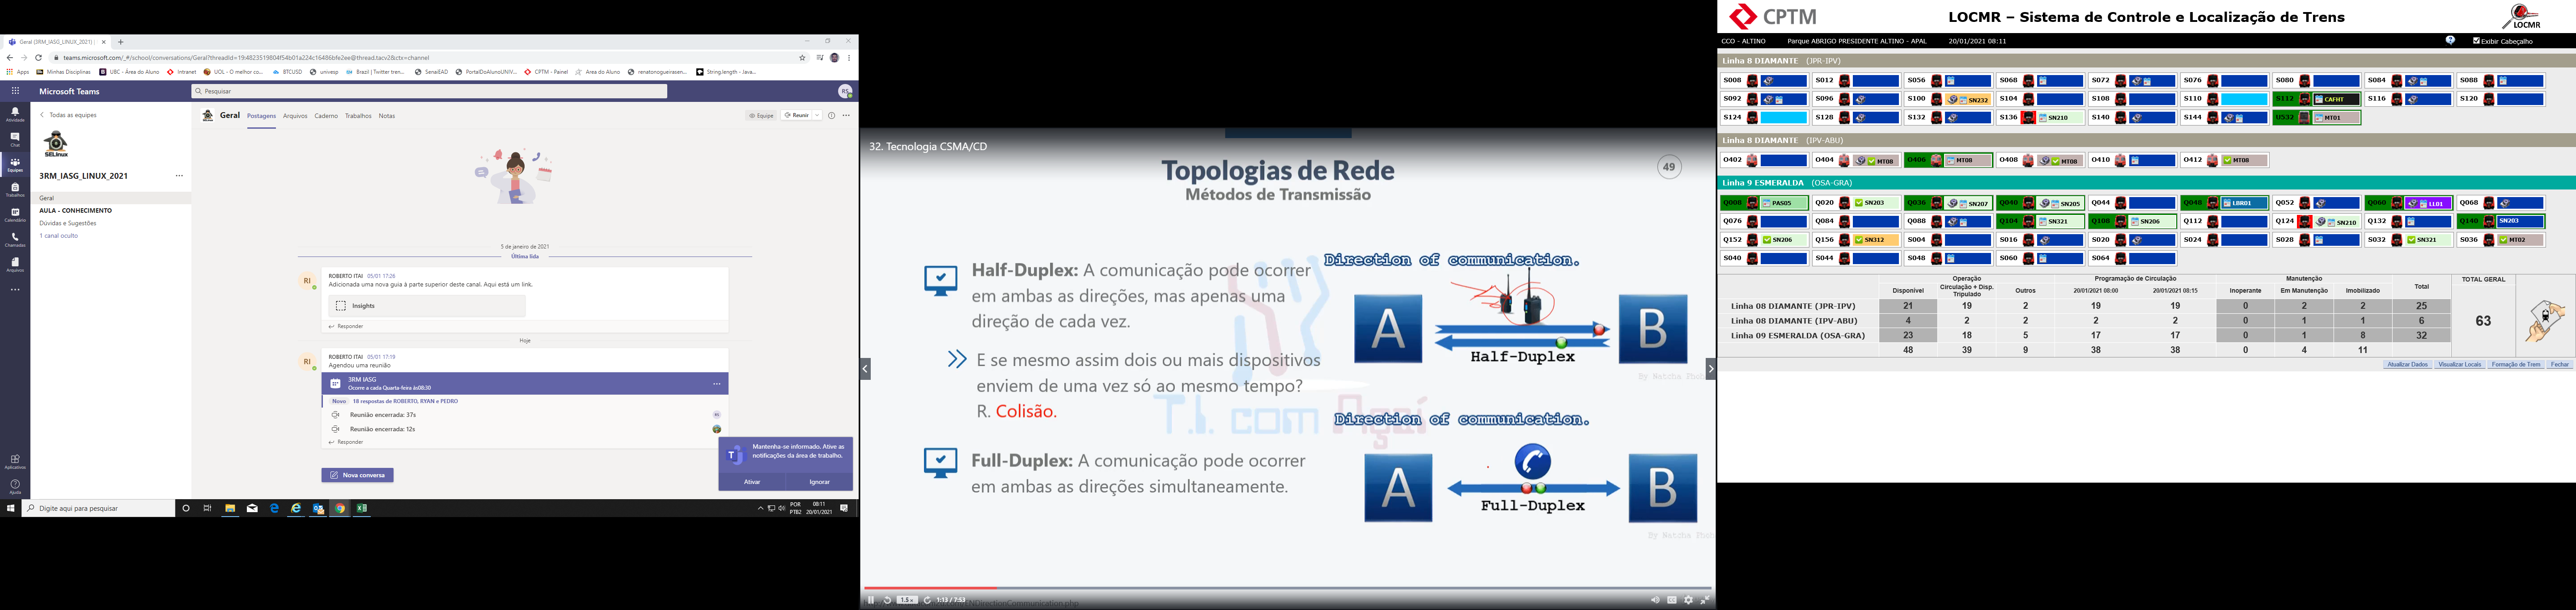 Geral (3RM_IASG_LINUX_2021) :
teams.microsoft.com/_#/school/conversations/Geral?threadId=19:4823519804f54b01a224c16486bfe2ee@thread.tacv2&ctx=channel
Apps Minhas Disciplinas UBC - Área do Aluno Intranet UOL - O melhor co... BTCUSD univesp Brazil | Twitter tren... SenaiEAD PortalDoAlunoUNIV... CPTM - Painel Área do Aluno renatonogueirasen... String.length - Java...
Microsoft Teams
Pesquisar
RS
Atividade
Chat
Equipes
Trabalhos
Calendário
Chamadas
Arquivos
Aplicativos
Ajuda
Todas as equipes
SELinux
3RM_IASG_LINUX_2021
Geral
AULA - CONHECIMENTO
Dúvidas e Sugestões
1 canal oculto
Geral Postagens Arquivos Caderno Trabalhos Notas
Equipe Reunir
5 de janeiro de 2021
Última lida
RI
ROBERTO ITAI 05/01 17:26
Adicionada uma nova guia à parte superior deste canal. Aqui está um link.
Insights
Responder
Hoje
RI
ROBERTO ITAI 05/01 17:19
Agendou uma reunião
3RM IASG
Ocorre a cada Quarta-feira às08:30
Novo 18 respostas de ROBERTO, RYAN e PEDRO
Reunião encerrada: 37s
Reunião encerrada: 12s
Responder
Nova conversa
Mantenha-se informado. Ative as
notificações da área de trabalho.
Ativar Ignorar
Digite aqui para pesquisar
POR
PTB2
08:11
20/01/2021
32. Tecnologia CSMA/CD
Topologias de Rede
49
Métodos de Transmissão
Half-Duplex: A comunicação pode ocorrer
em ambas as direções, mas apenas uma
direção de cada vez.
E se mesmo assim dois ou mais dispositivos
enviem de uma vez só ao mesmo tempo?
R. Colisão.
Full-Duplex: A comunicação pode ocorrer
em ambas as direções simultaneamente.
Direction of communication.
A
B
Half-Duplex
T.I. com Açaí
Direction of communication.
A
B
Full-Duplex
1.5x 1:13 / 7:53
CPTM
LOCMR – Sistema de Controle e Localização de Trens
LOCMR
CCO - ALTINO Parque ABRIGO PRESIDENTE ALTINO - APAL 20/01/2021 08:11
Exibir Cabeçalho
Linha 8 DIAMANTE (JPR-IPV)
S008 S012 S056 S068 S072 S076 S080 S084 S088
S092 S096 S100 SN232 S104 S108 S110 S112 CAFHT S116 S120
S124 S128 S132 S136 SN210 S140 S144 U532 MT01
Linha 8 DIAMANTE (IPV-ABU)
O402 O404 MT08 O406 MT08 O408 MT08 O410 O412 MT08
Linha 9 ESMERALDA (OSA-GRA)
Q008 PAS05 Q020 SN203 Q036 SN207 Q040 SN205 Q044 Q048 LBR01 Q052 Q060 LL01 Q068
Q076 Q084 Q088 Q104 SN321 Q108 SN206 Q112 Q124 SN210 Q132 Q140 SN203
Q152 SN206 Q156 SN312 S004 S016 S020 S024 S028 S032 SN321 S036 MT02
S040 S044 S048 S060 S064
Operação Programação de Circulação Manutenção TOTAL GERAL
Disponível Circulação + Disp. Tripulado Outros 20/01/2021 08:00 20/01/2021 08:15 Inoperante Em Manutenção Imobilizado Total
Linha 08 DIAMANTE (JPR-IPV) 21 19 2 19 19 0 2 2 25
Linha 08 DIAMANTE (IPV-ABU) 4 2 2 2 2 0 1 1 6
Linha 09 ESMERALDA (OSA-GRA) 23 18 5 17 17 0 1 8 32
48 39 9 38 38 0 4 11
63
Atualizar Dados Visualizar Locais Formação de Trem Fechar